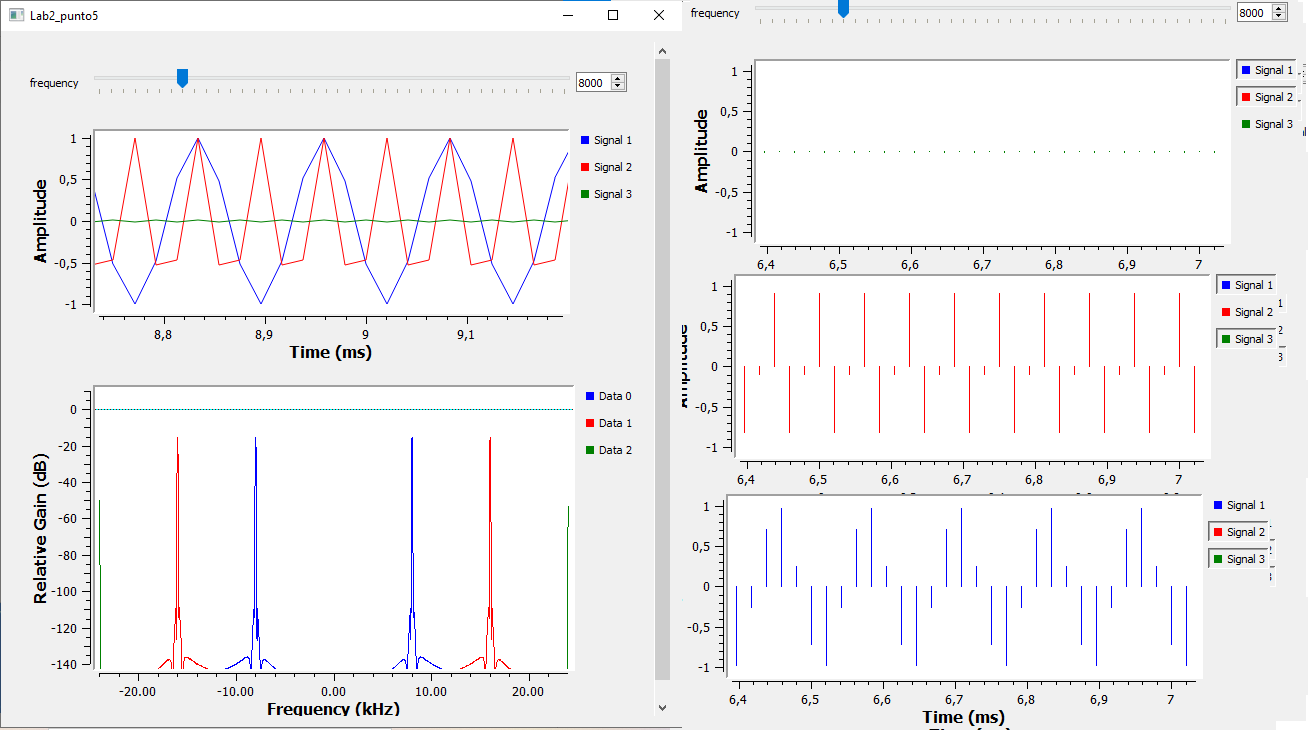 Lab2_punto5
frequency
8000
1
0,5
0
-0,5
-1
Amplitude
8,8 8,9 9 9,1
Time (ms)
Signal 1
Signal 2
Signal 3
0
-20
-40
-60
-80
-100
-120
-140
Relative Gain (dB)
-20.00 -10.00 0.00 10.00 20.00
Frequency (kHz)
Data 0
Data 1
Data 2
frequency
8000
1
0,5
0
-0,5
-1
Amplitude
6,4 6,5 6,6 6,7 6,8 6,9 7
Signal 1
Signal 2
Signal 3
1
0,5
0
-0,5
-1
Amplitude
6,4 6,5 6,6 6,7 6,8 6,9 7
Signal 1
Signal 2
Signal 3
1
2
3
1
0,5
0
-0,5
-1
6,4 6,5 6,6 6,7 6,8 6,9 7
Time (ms)
Signal 1
Signal 2
Signal 3